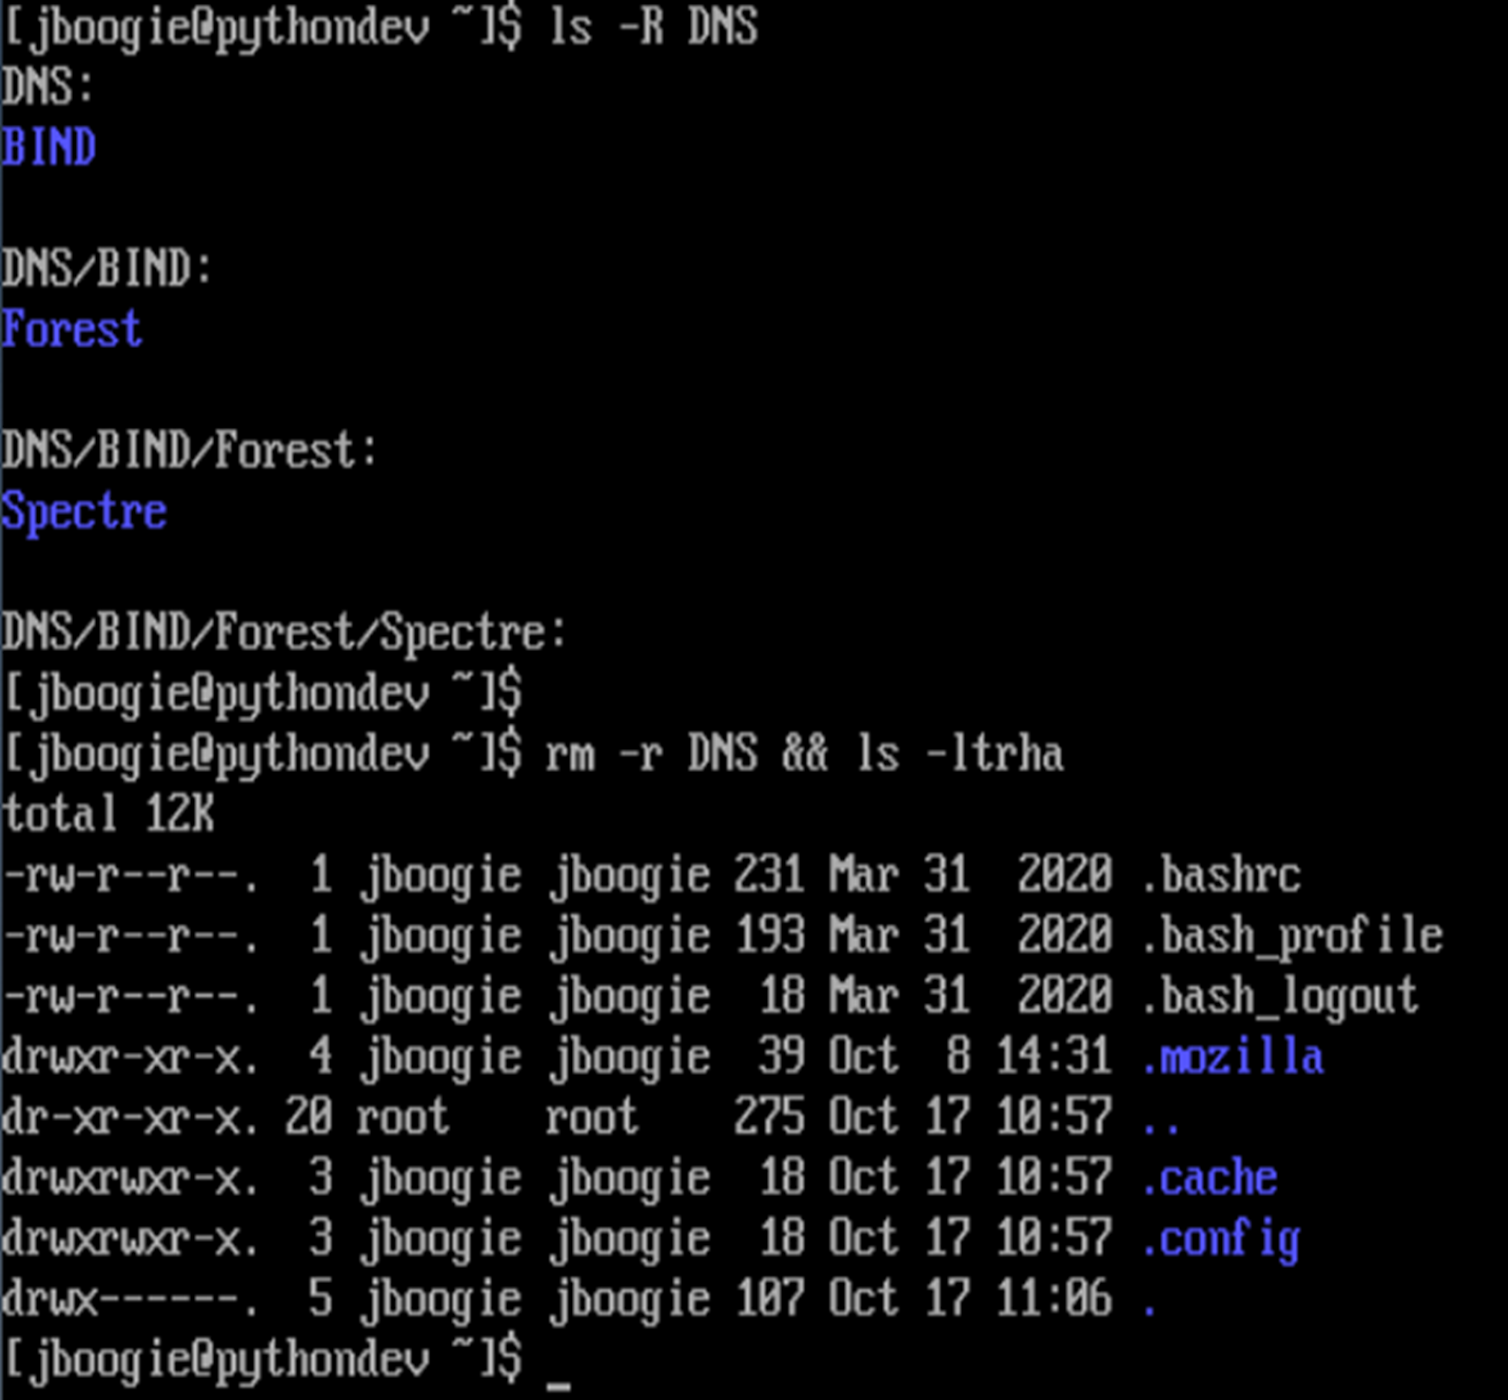 [jboogie@pythondev ~]$ ls -R DNS
DNS:
BIND

DNS/BIND:
Forest

DNS/BIND/Forest:
Spectre

DNS/BIND/Forest/Spectre:
[jboogie@pythondev ~]$
[jboogie@pythondev ~]$ rm -r DNS && ls -ltrha
total 12K
-rw-r--r--.  1 jboogie jboogie 231 Mar 31  2020 .bashrc
-rw-r--r--.  1 jboogie jboogie 193 Mar 31  2020 .bash_profile
-rw-r--r--.  1 jboogie jboogie  18 Mar 31  2020 .bash_logout
drwxr-xr-x.  4 jboogie jboogie  39 Oct  8 14:31 .mozilla
dr-xr-xr-x. 20 root    root    275 Oct 17 10:57 ..
drwxrwxr-x.  3 jboogie jboogie  18 Oct 17 10:57 .cache
drwxrwxr-x.  3 jboogie jboogie  18 Oct 17 10:57 .config
drwx------.  5 jboogie jboogie 107 Oct 17 11:06 .
[jboogie@pythondev ~]$ _